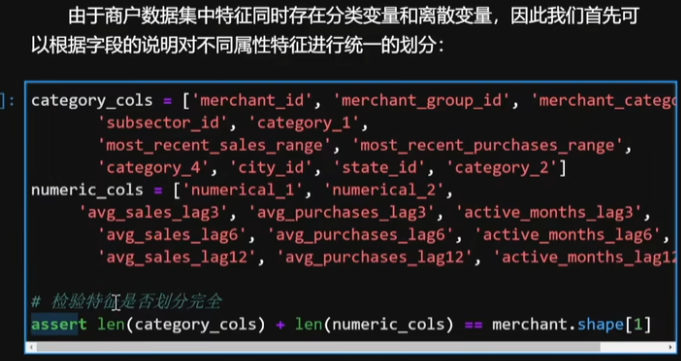 由于商户数据集中特征同时存在分类变量和离散变量，因此我们首先可
以根据字段的说明对不同属性特征进行统一的划分：
]: category_cols = ['merchant_id', 'merchant_group_id', 'merchant_categо
'subsector_id', 'category_1',
'most_recent_sales_range', 'most_recent_purchases_range',
'category_4', 'city_id', 'state_id', 'category_2']
numeric_cols = ['numerical_1', 'numerical_2',
'avg_sales_lag3', 'avg_purchases_lag3', 'active_months_lag3',
'avg_sales_lag6', 'avg_purchases_lag6', 'active_months_lag6',
'avg_sales_lag12', 'avg_purchases_lag12', 'active_months_lag12
# 检验特征是否划分完全
assert len(category_cols) + len(numeric_cols) == merchant.shape[1]